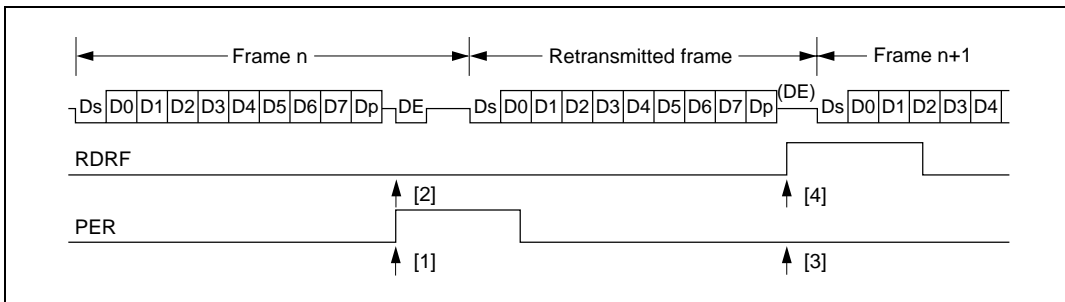 Frame n Retransmitted frame Frame n+1
Ds D0 D1 D2 D3 D4 D5 D6 D7 Dp DE Ds D0 D1 D2 D3 D4 D5 D6 D7 Dp (DE) Ds D0 D1 D2 D3 D4
RDRF
[2] [4]
PER
[1] [3]